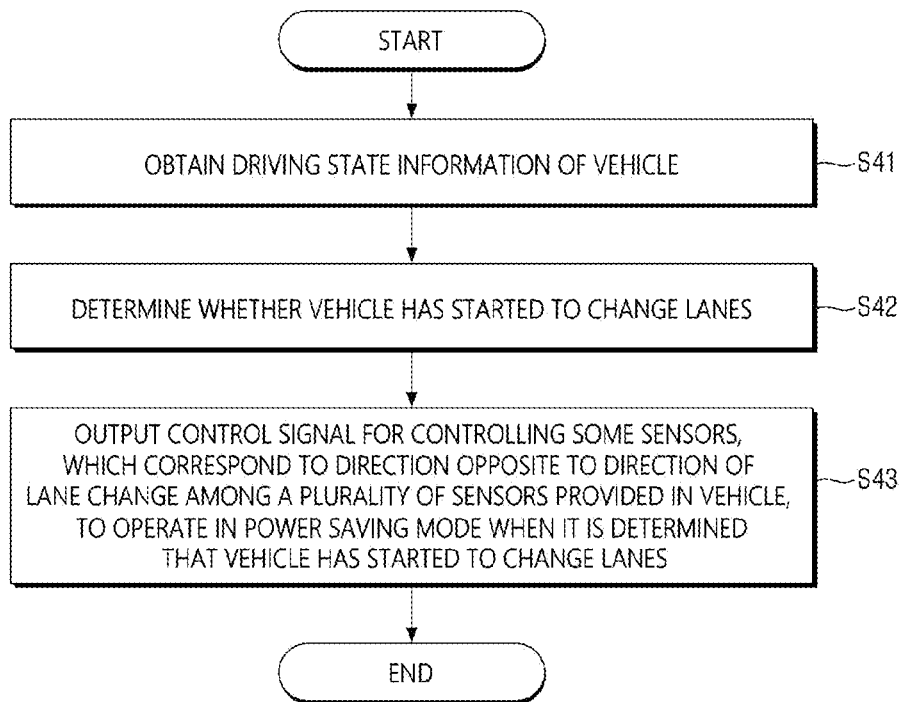 START
OBTAIN DRIVING STATE INFORMATION OF VEHICLE
S41
DETERMINE WHETHER VEHICLE HAS STARTED TO CHANGE LANES
S42
OUTPUT CONTROL SIGNAL FOR CONTROLLING SOME SENSORS,
WHICH CORRESPOND TO DIRECTION OPPOSITE TO DIRECTION OF
LANE CHANGE AMONG A PLURALITY OF SENSORS PROVIDED IN VEHICLE,
TO OPERATE IN POWER SAVING MODE WHEN IT IS DETERMINED
THAT VEHICLE HAS STARTED TO CHANGE LANES
S43
END